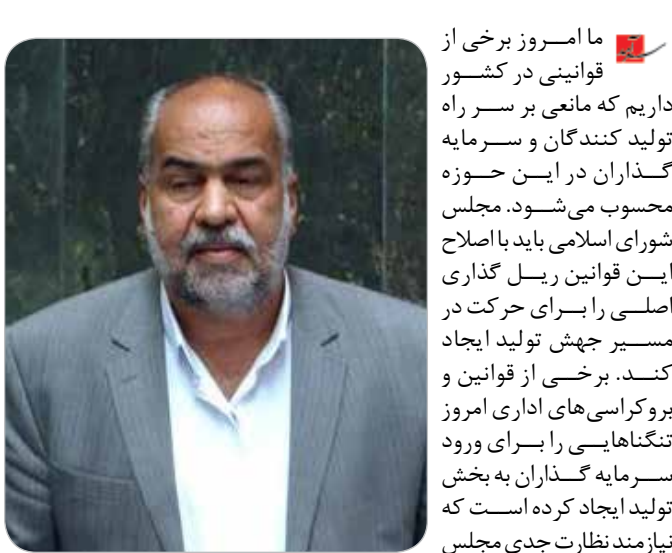 ما امروز برخی از
قوانینی در کشور
داریم که مانعی بر سر راه
تولید کنندگان و سرمایه
گذاران در این حوزه
محسوب می‌شود. مجلس
شورای اسلامی باید با اصلاح
این قوانین ریل گذاری
اصلی را برای حرکت در
مسیر جهش تولید ایجاد
کند. برخی از قوانین و
بروکراسی‌های اداری امروز
تنگناهایی را برای ورود
سرمایه گذاران به بخش
تولید ایجاد کرده است که
نیازمند نظارت جدی مجلس